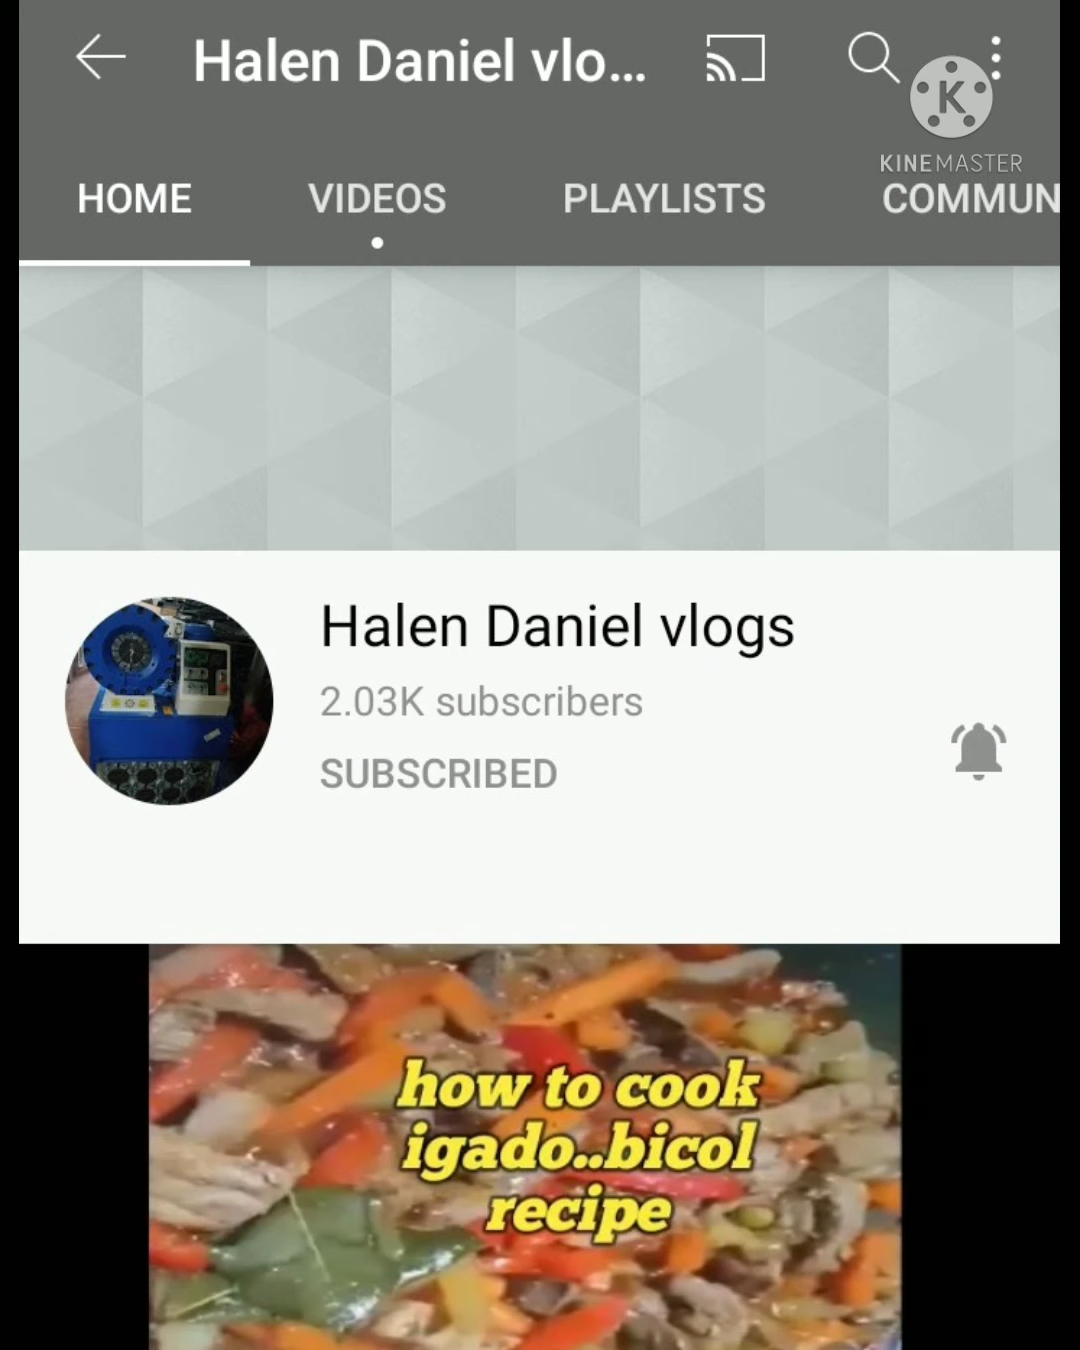 Halen Daniel vlo...
K
KINEMASTER
HOME VIDEOS PLAYLISTS COMMUN
Halen Daniel vlogs
2.03K subscribers
SUBSCRIBED
how to cook
igado..bicol
recipe